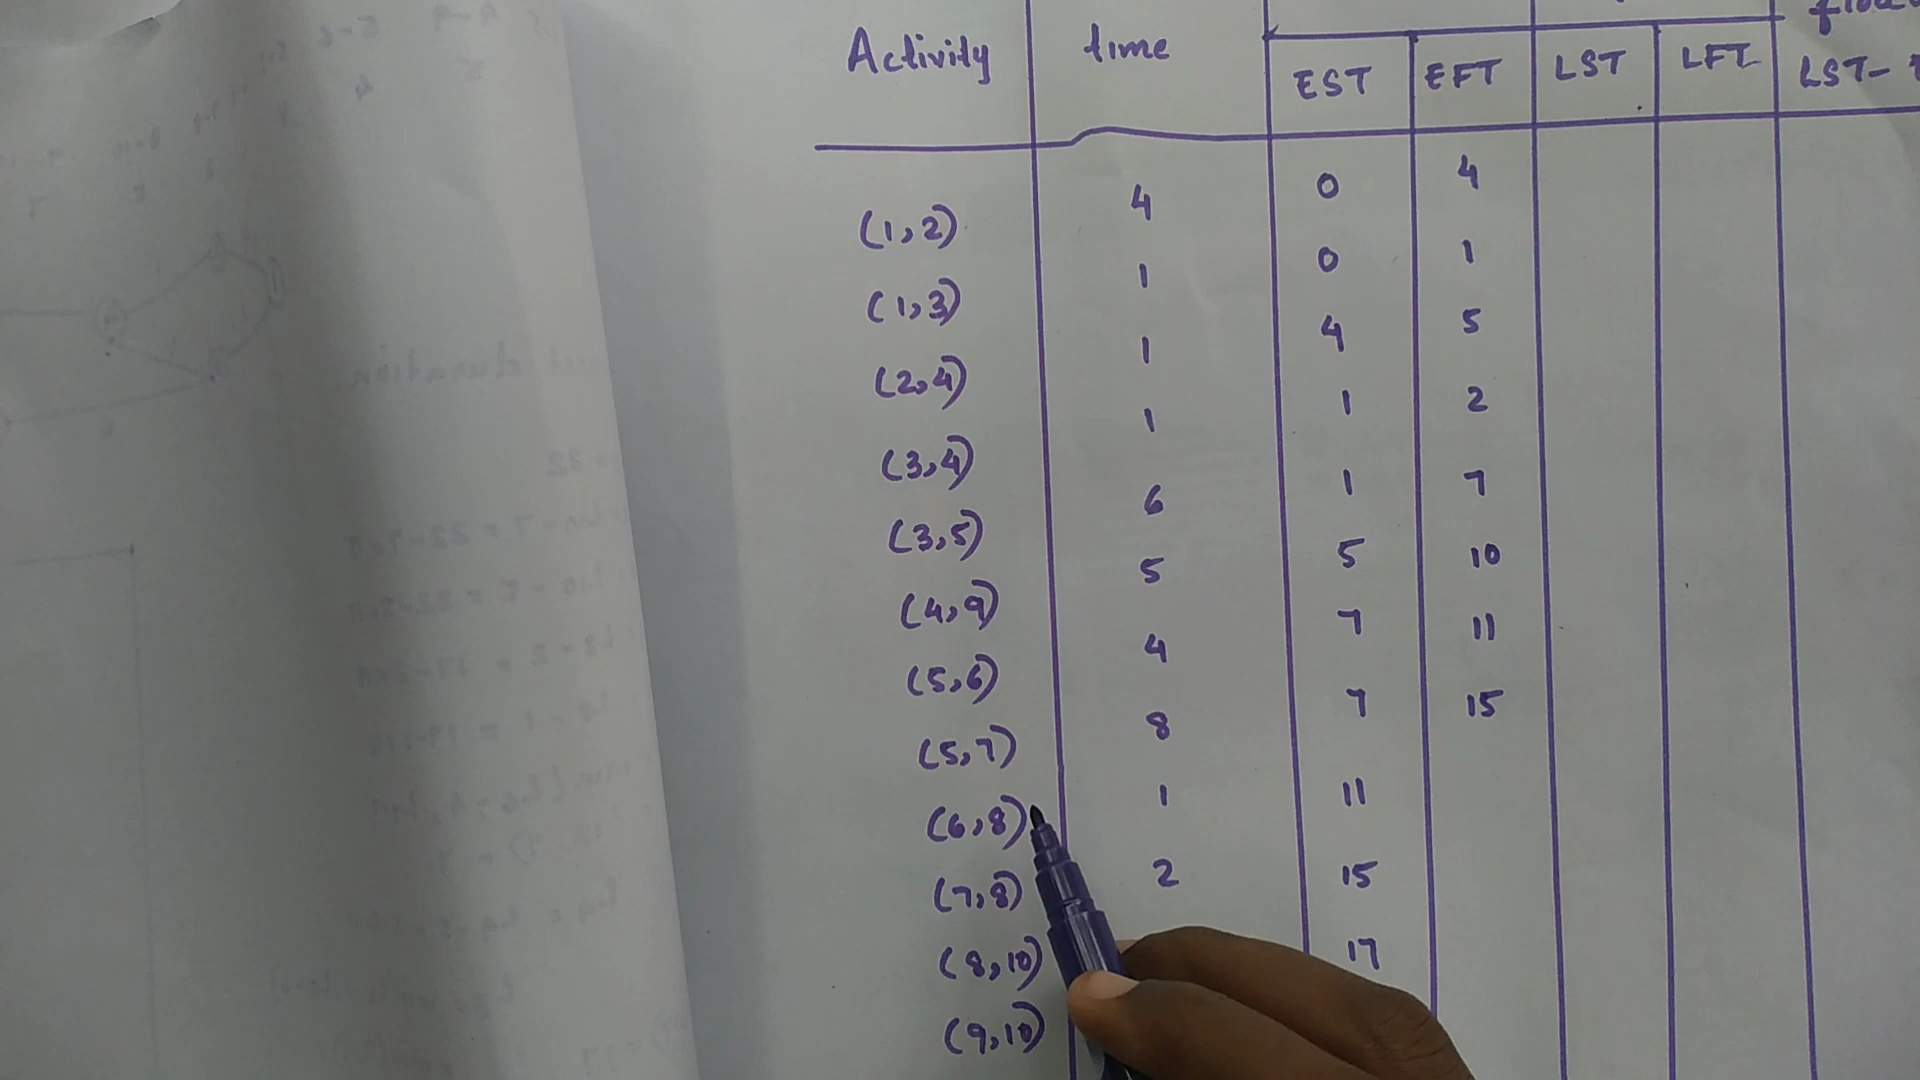 Activity time EST EFT LST LFT LST-
(1,2) 4 0 4
(1,3) 1 0 1
(2,4) 1 4 5
(3,4) 1 1 2
(3,5) 6 1 7
(4,9) 5 5 10
(5,6) 4 7 11
(5,7) 8 7 15
(6,8) 1 11
(7,8) 2 15
(8,10) 17
(9,10)